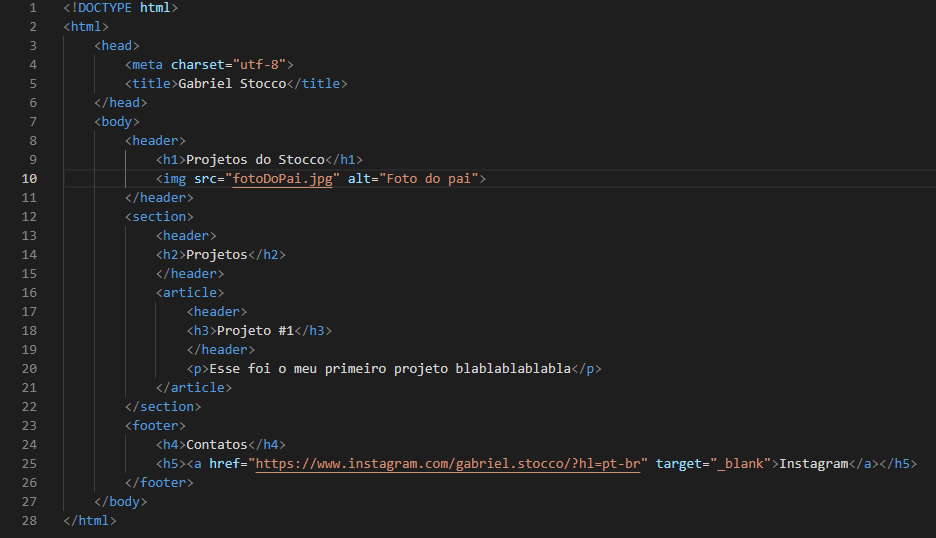 1 <!DOCTYPE html>
2 <html>
3     <head>
4         <meta charset="utf-8">
5         <title>Gabriel Stocco</title>
6     </head>
7     <body>
8         <header>
9             <h1>Projetos do Stocco</h1>
10             <img src="fotoDoPai.jpg" alt="Foto do pai">
11         </header>
12         <section>
13             <header>
14             <h2>Projetos</h2>
15             </header>
16             <article>
17                 <header>
18                 <h3>Projeto #1</h3>
19                 </header>
20                 <p>Esse foi o meu primeiro projeto blablablablabla</p>
21             </article>
22         </section>
23         <footer>
24             <h4>Contatos</h4>
25             <h5><a href="https://www.instagram.com/gabriel.stocco/?hl=pt-br" target="_blank">Instagram</a></h5>
26         </footer>
27     </body>
28 </html>